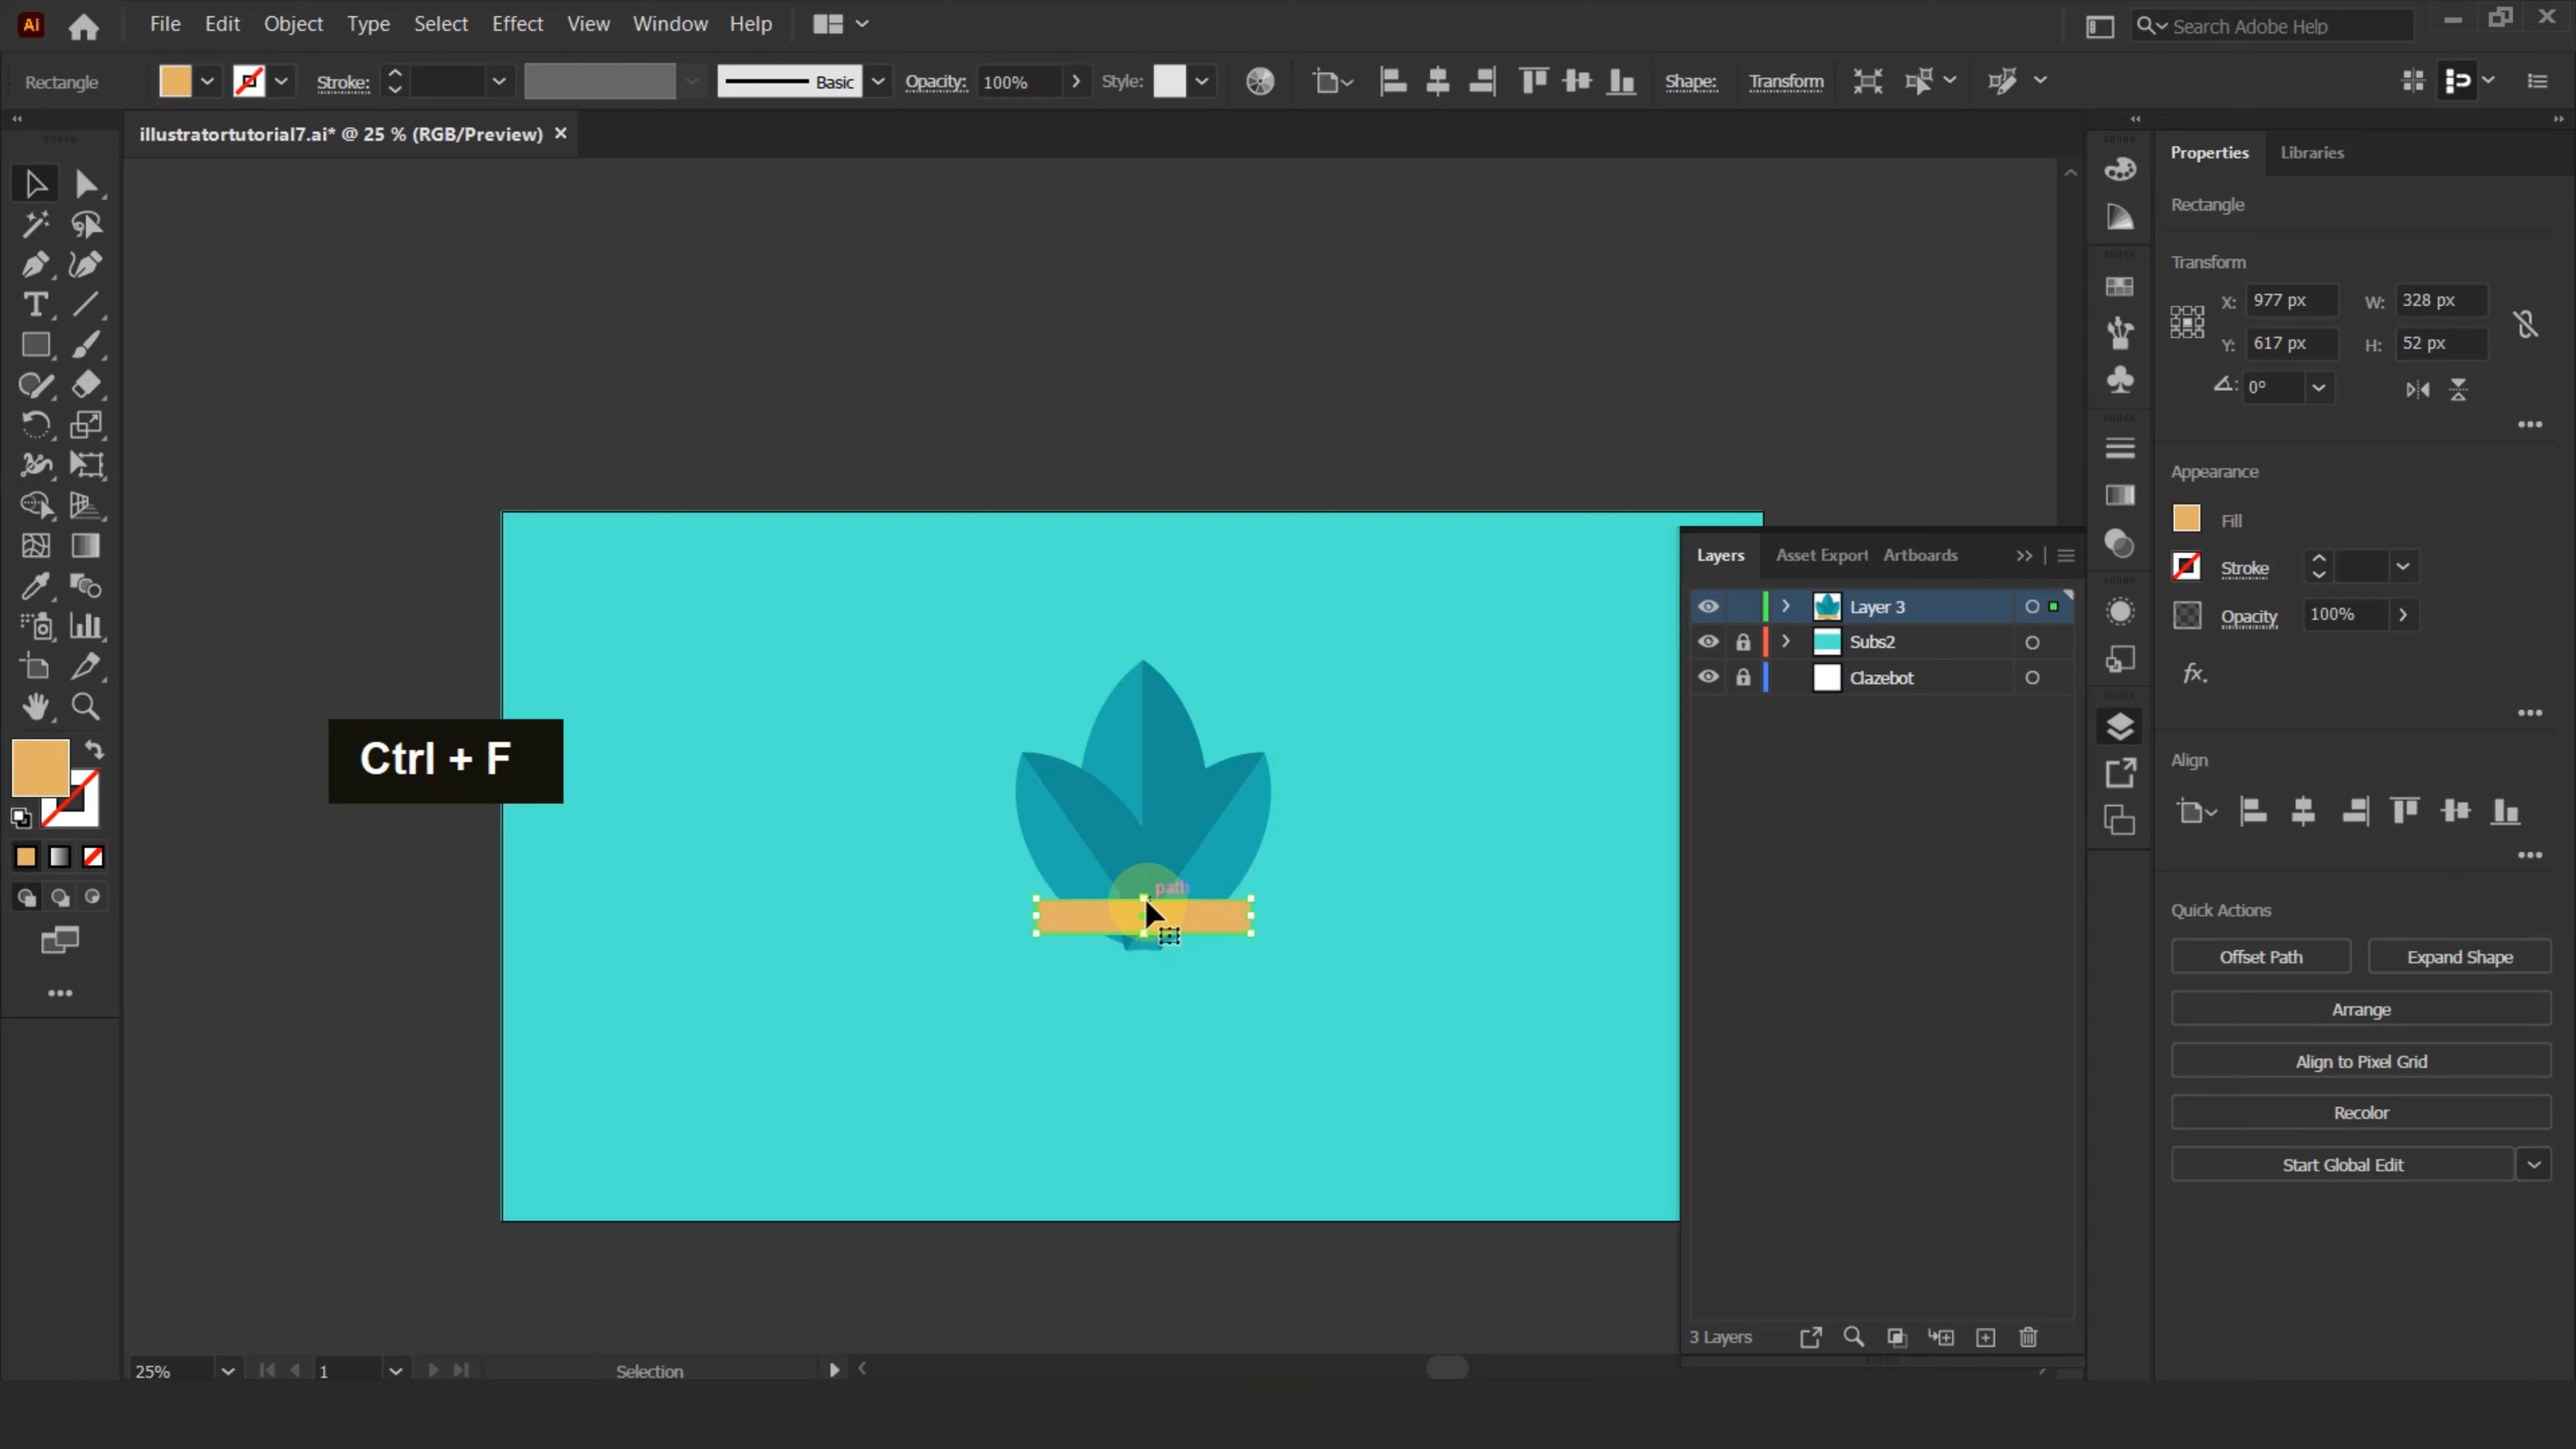 Ai File Edit Object Type Select Effect View Window Help Search Adobe Help
Rectangle Stroke: Basic Opacity: 100% Style: Shape: Transform
illustratortutorial7.ai* @ 25 % (RGB/Preview) ×
Properties Libraries
Rectangle
Transform
X: 977 px W: 328 px
Y: 617 px H: 52 px
0°
Appearance
Fill
Stroke
Opacity 100%
fx.
Align
Quick Actions
Offset Path Expand Shape
Arrange
Align to Pixel Grid
Recolor
Start Global Edit
Layers Asset Export Artboards
Layer 3
Subs2
Clazebot
3 Layers
Ctrl + F
path
25% 1 Selection